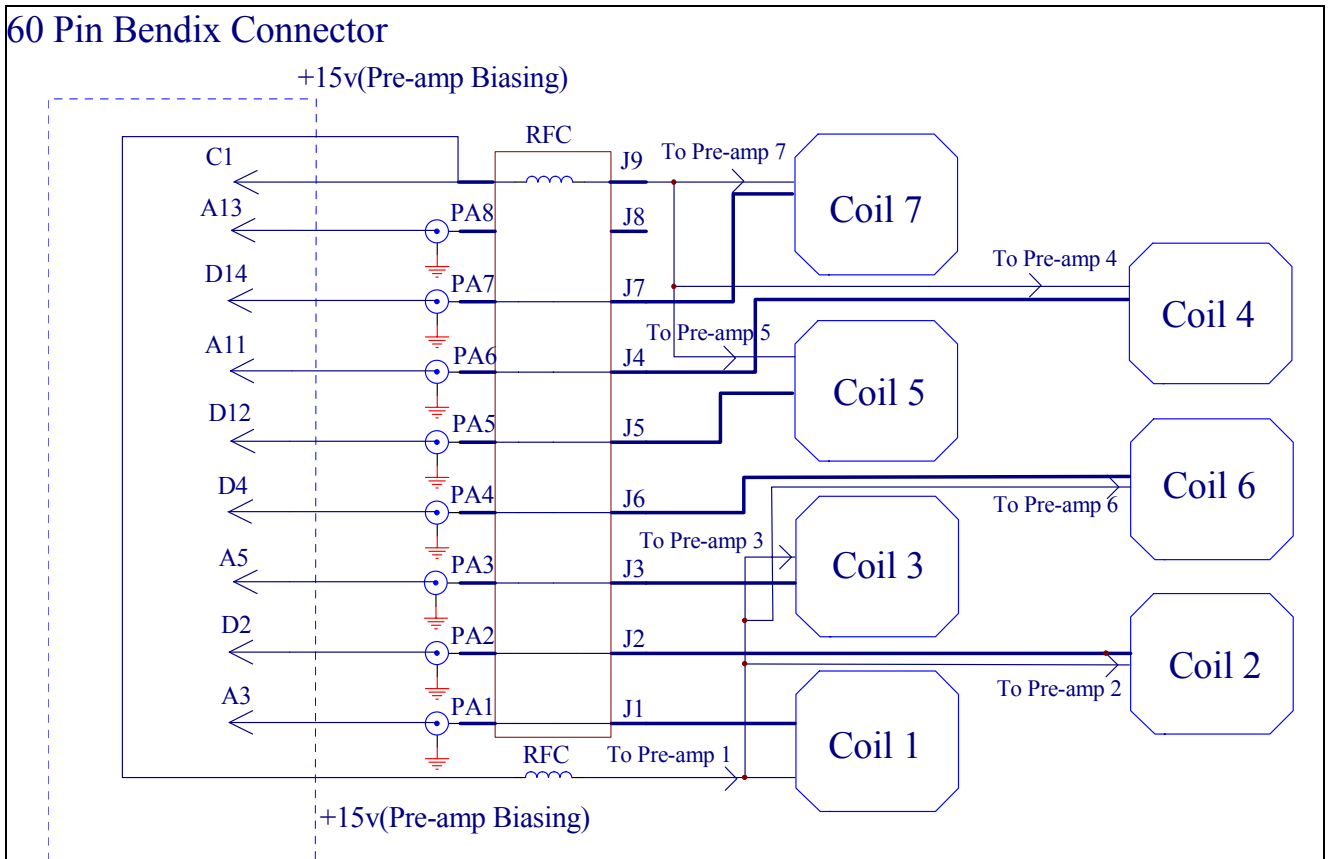 60 Pin Bendix Connector
+15v(Pre-amp Biasing)
RFC
C1
J9
To Pre-amp 7
Coil 7
A13
PA8
J8
To Pre-amp 4
Coil 4
D14
PA7
J7
To Pre-amp 5
Coil 5
A11
PA6
J4
D12
PA5
J5
D4
PA4
J6
To Pre-amp 6
Coil 6
To Pre-amp 3
Coil 3
A5
PA3
J3
D2
PA2
J2
To Pre-amp 2
Coil 2
A3
PA1
J1
RFC
To Pre-amp 1
Coil 1
+15v(Pre-amp Biasing)